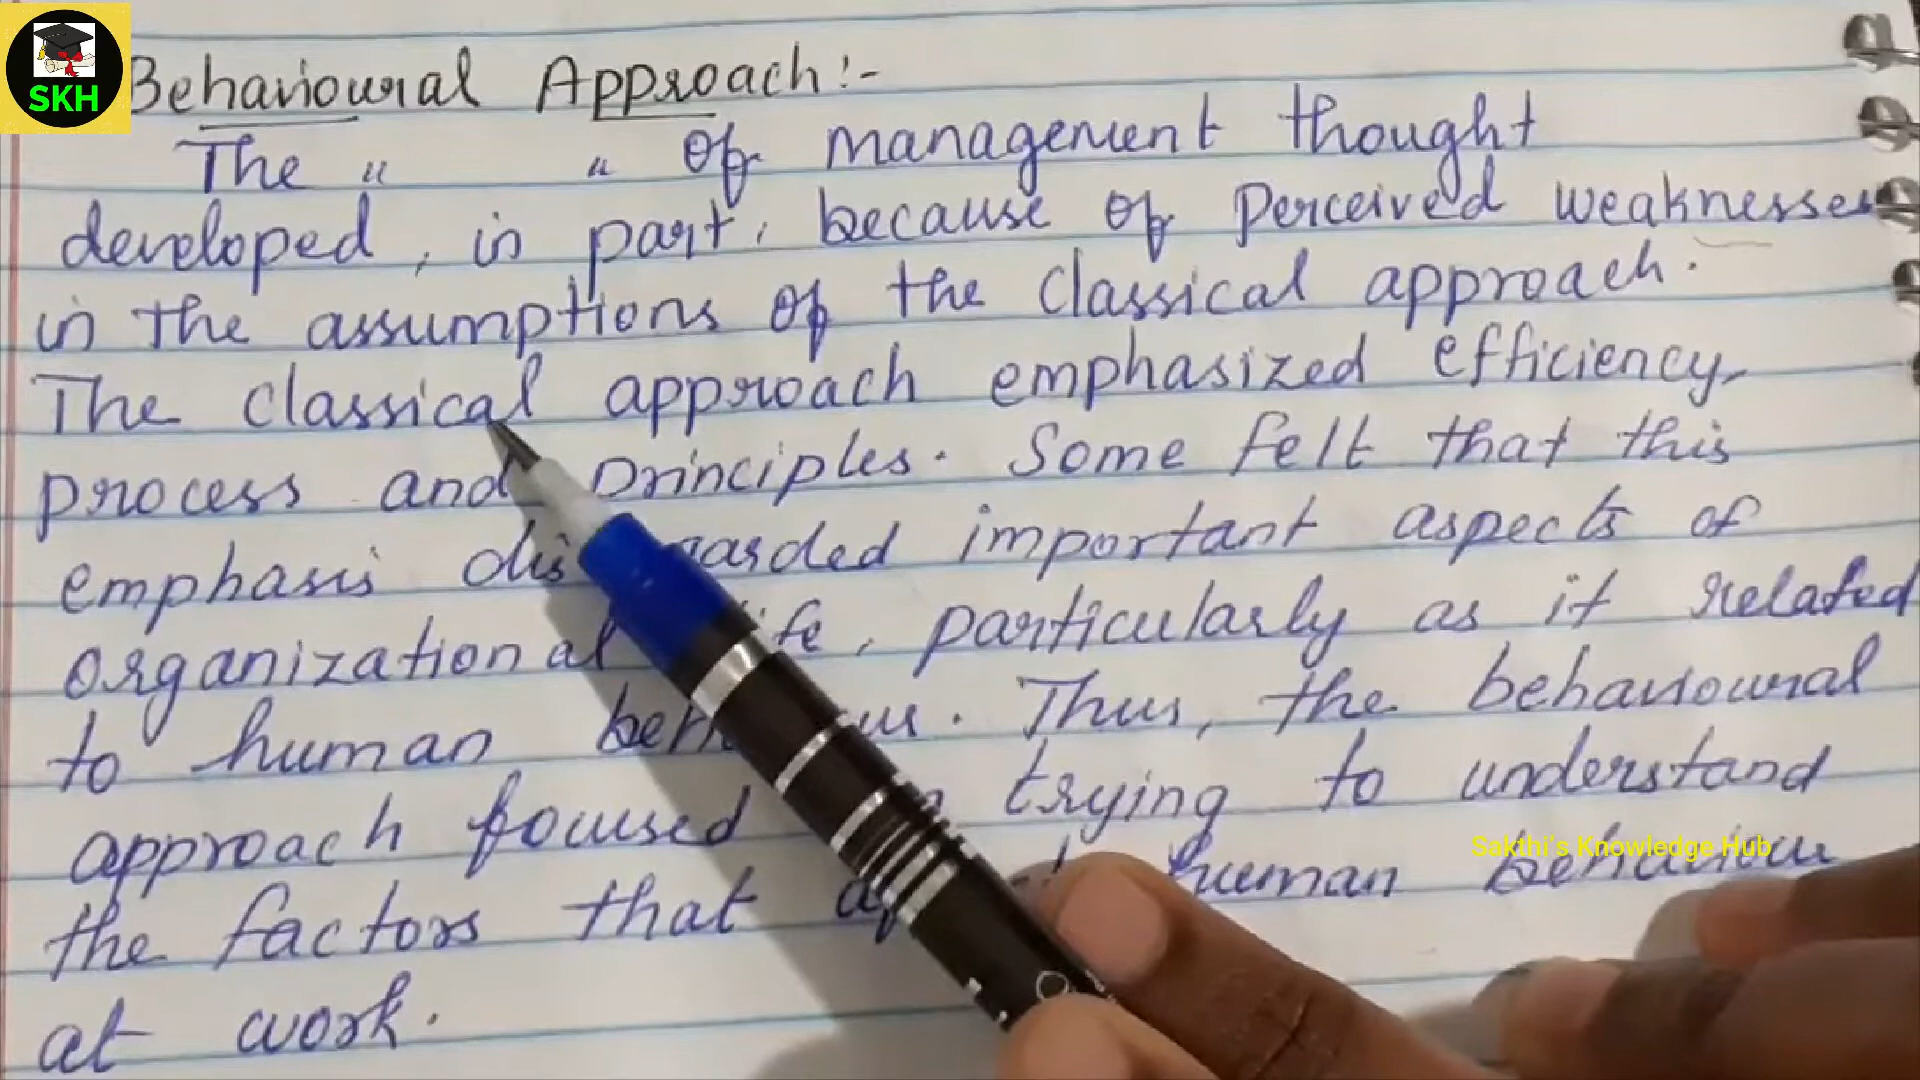 SKH
Behavioural Approach:-
The " " of management thought
developed, in part, because of perceived weaknesses
in the assumptions of the classical approach.
The classical approach emphasized efficiency,
process and principles. Some felt that this
emphasis important aspects of
organizational particularly as it related
to human . Thus, the behavioural
approach focused trying to understand
Sakthi's Knowledge Hub
the factors that human behaviour
at work.